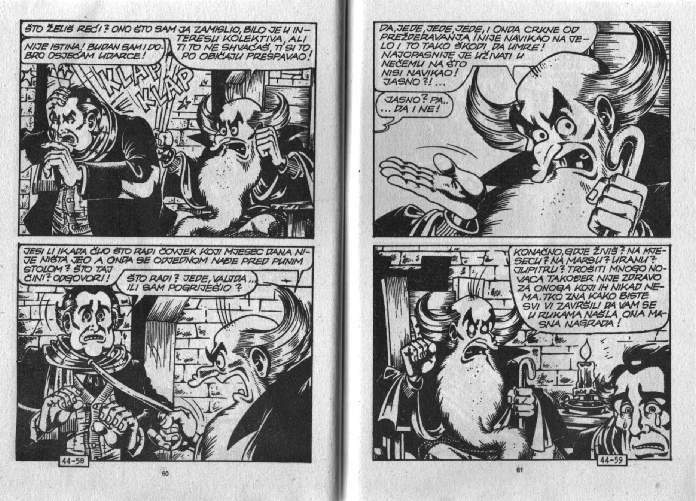 ŠTO ŽELIŠ REĆI? ONO ŠTO SAM JA ZAMISLIO, BILO JE U IN-
TERESU KOLEKTIVA, ALI
TI TO NE SHVAĆAŠ, TI SI TO,
PO OBIČAJU PRESPAVAO!
NIJE ISTINA! BUDAN SAM I DO-
BRO OSJEĆAM UDARCE!
KLAP
KLAP
JESI LI IKADA ČUO ŠTO RADI ČOVJEK KOJI MJESEC DANA NI-
JE NIŠTA JEO A ONDA SE ODJEDNOM NAĐE PRED PUNIM
STOLOM? ŠTO TAJ
ČINI? ODGOVORI!
ŠTO RADI? JEDE, VALJDA...
ILI SAM POGRIJEŠIO?
44-58
60
DA, JEDE, JEDE, JEDE, I ONDA CRKNE OD
PREŽDERAVANJA! NIJE NAVIKAO NA JE-
LO I TO TAKO ŠKODI DA UMRE!
NAJOPASNIJE JE UŽIVATI U
NEČEMU NA ŠTO
NISI NAVIKAO!
JASNO?!...
JASNO? PA..
...DA I NE!
KONAČNO, GDJE ŽIVIŠ? NA MJE-
SECU? NA MARSU? URANU?
JUPITRU? TROŠITI MNOGO NO-
VACA TAKOĐER NIJE ZDRAVO
ZA ONOGA KOJI IH NIKAD NE-
MA. TKO ZNA KAKO BISTE
SVI VI ZAVRŠILI DA VAM SE
U RUKAMA NAŠLA ONA MA-
SNA NAGRADA!
44-59
61